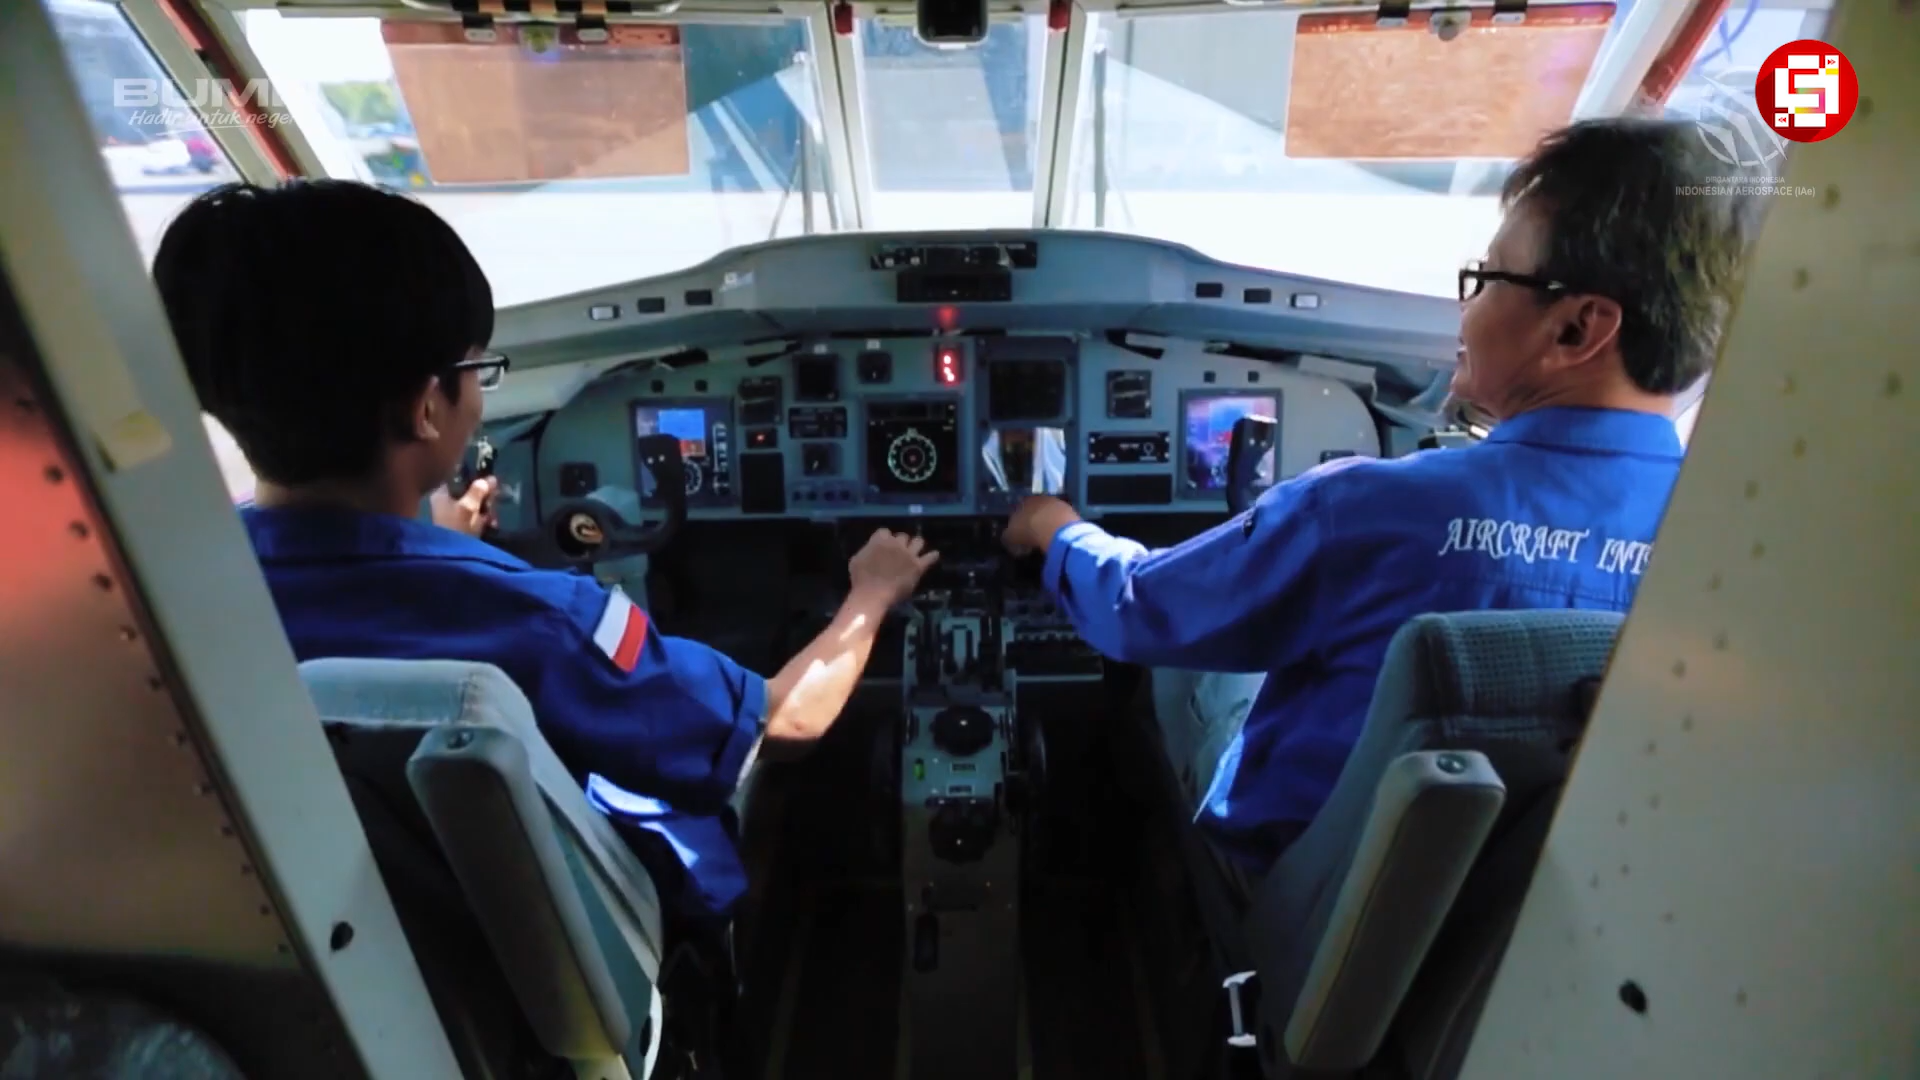 BUMN
Hadir untuk negeri
DIRGANTARA INDONESIA
INDONESIAN AEROSPACE (IAe)
AIRCRAFT INT